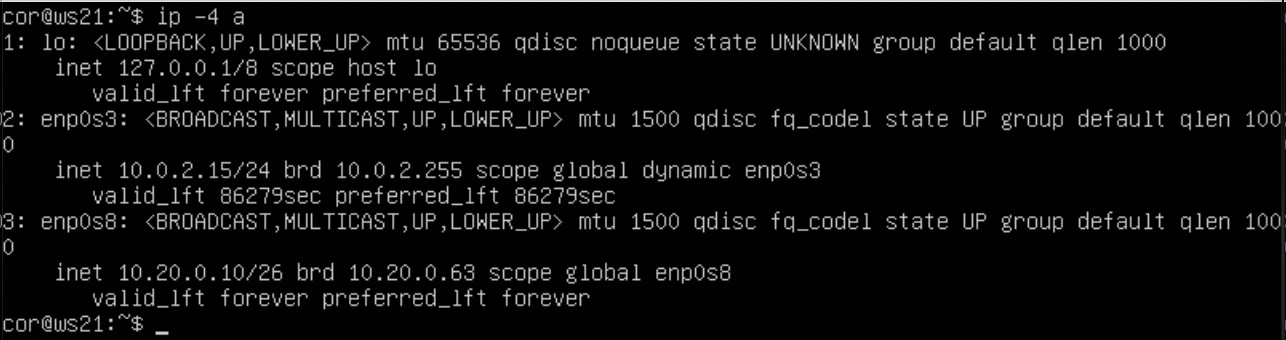 cor@ws21:~$ ip -4 a
1: lo: <LOOPBACK,UP,LOWER_UP> mtu 65536 qdisc noqueue state UNKNOWN group default qlen 1000
    inet 127.0.0.1/8 scope host lo
       valid_lft forever preferred_lft forever
2: enp0s3: <BROADCAST,MULTICAST,UP,LOWER_UP> mtu 1500 qdisc fq_codel state UP group default qlen 100
0
    inet 10.0.2.15/24 brd 10.0.2.255 scope global dynamic enp0s3
       valid_lft 86279sec preferred_lft 86279sec
3: enp0s8: <BROADCAST,MULTICAST,UP,LOWER_UP> mtu 1500 qdisc fq_codel state UP group default qlen 100
0
    inet 10.20.0.10/26 brd 10.20.0.63 scope global enp0s8
       valid_lft forever preferred_lft forever
cor@ws21:~$ _